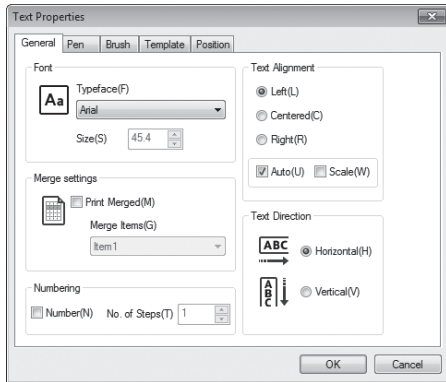 Text Properties
General Pen Brush Template Position
Font
Aa
Typeface(F)
Arial
Size(S) 45.4
Merge settings
Print Merged(M)
Merge Items(G)
Item1
Numbering
Number(N) No. of Steps(T) 1
Text Alignment
Left(L)
Centered(C)
Right(R)
Auto(U) Scale(W)
Text Direction
ABC Horizontal(H)
ABC Vertical(V)
OK Cancel